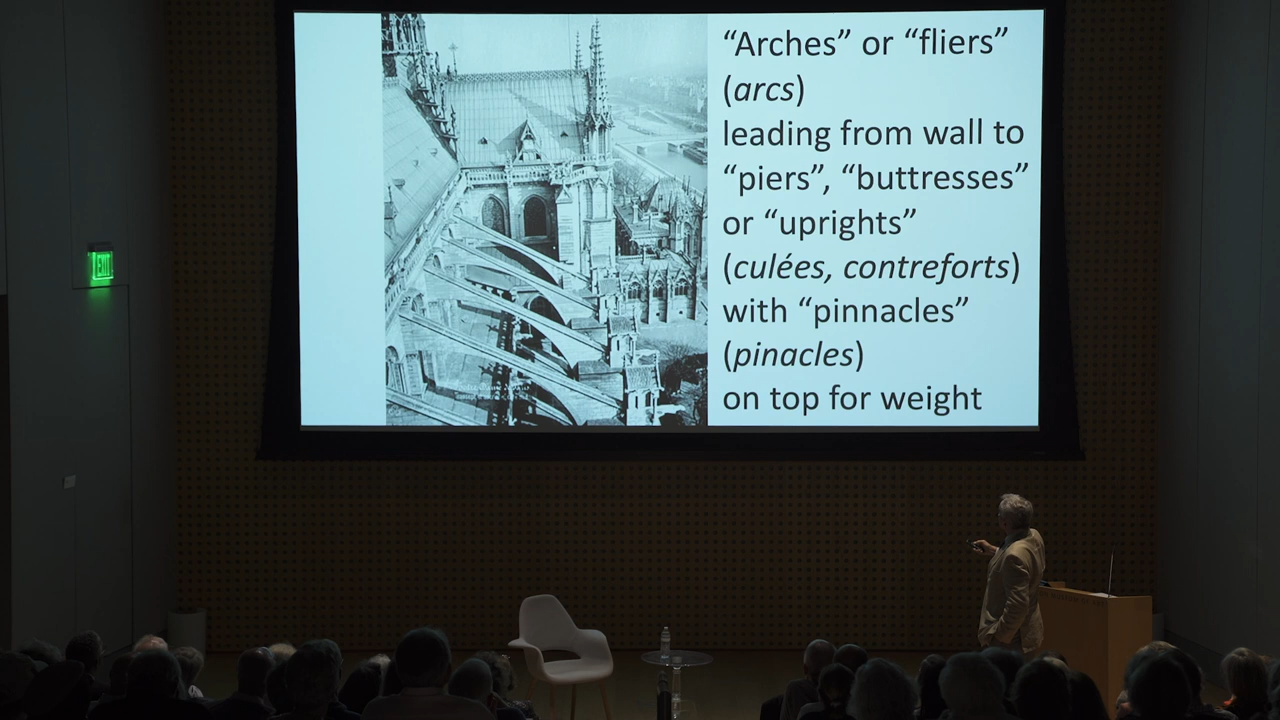 “Arches” or “fliers”
(arcs)
leading from wall to
“piers”, “buttresses”
or “uprights”
(culées, contreforts)
with “pinnacles”
(pinacles)
on top for weight
EXIT